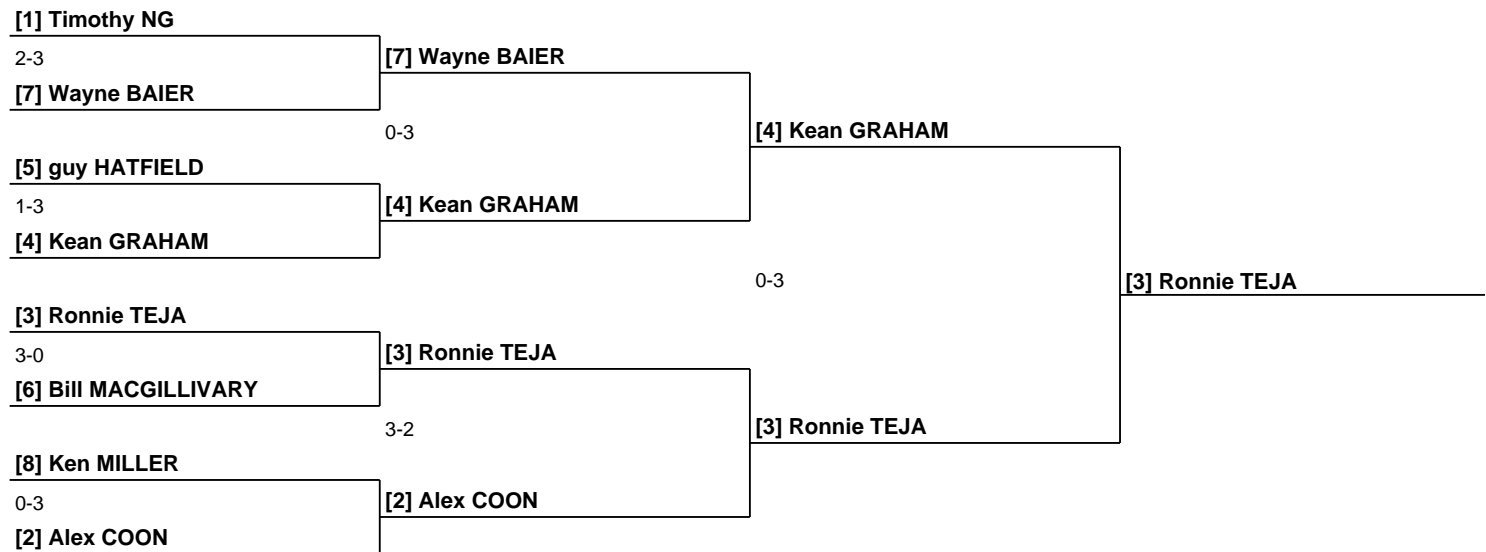 [1] Timothy NG
2-3
[7] Wayne BAIER
[7] Wayne BAIER
0-3
[4] Kean GRAHAM
[5] guy HATFIELD
1-3
[4] Kean GRAHAM
[4] Kean GRAHAM
0-3
[3] Ronnie TEJA
[3] Ronnie TEJA
3-0
[3] Ronnie TEJA
[6] Bill MACGILLIVARY
3-2
[3] Ronnie TEJA
[8] Ken MILLER
0-3
[2] Alex COON
[2] Alex COON